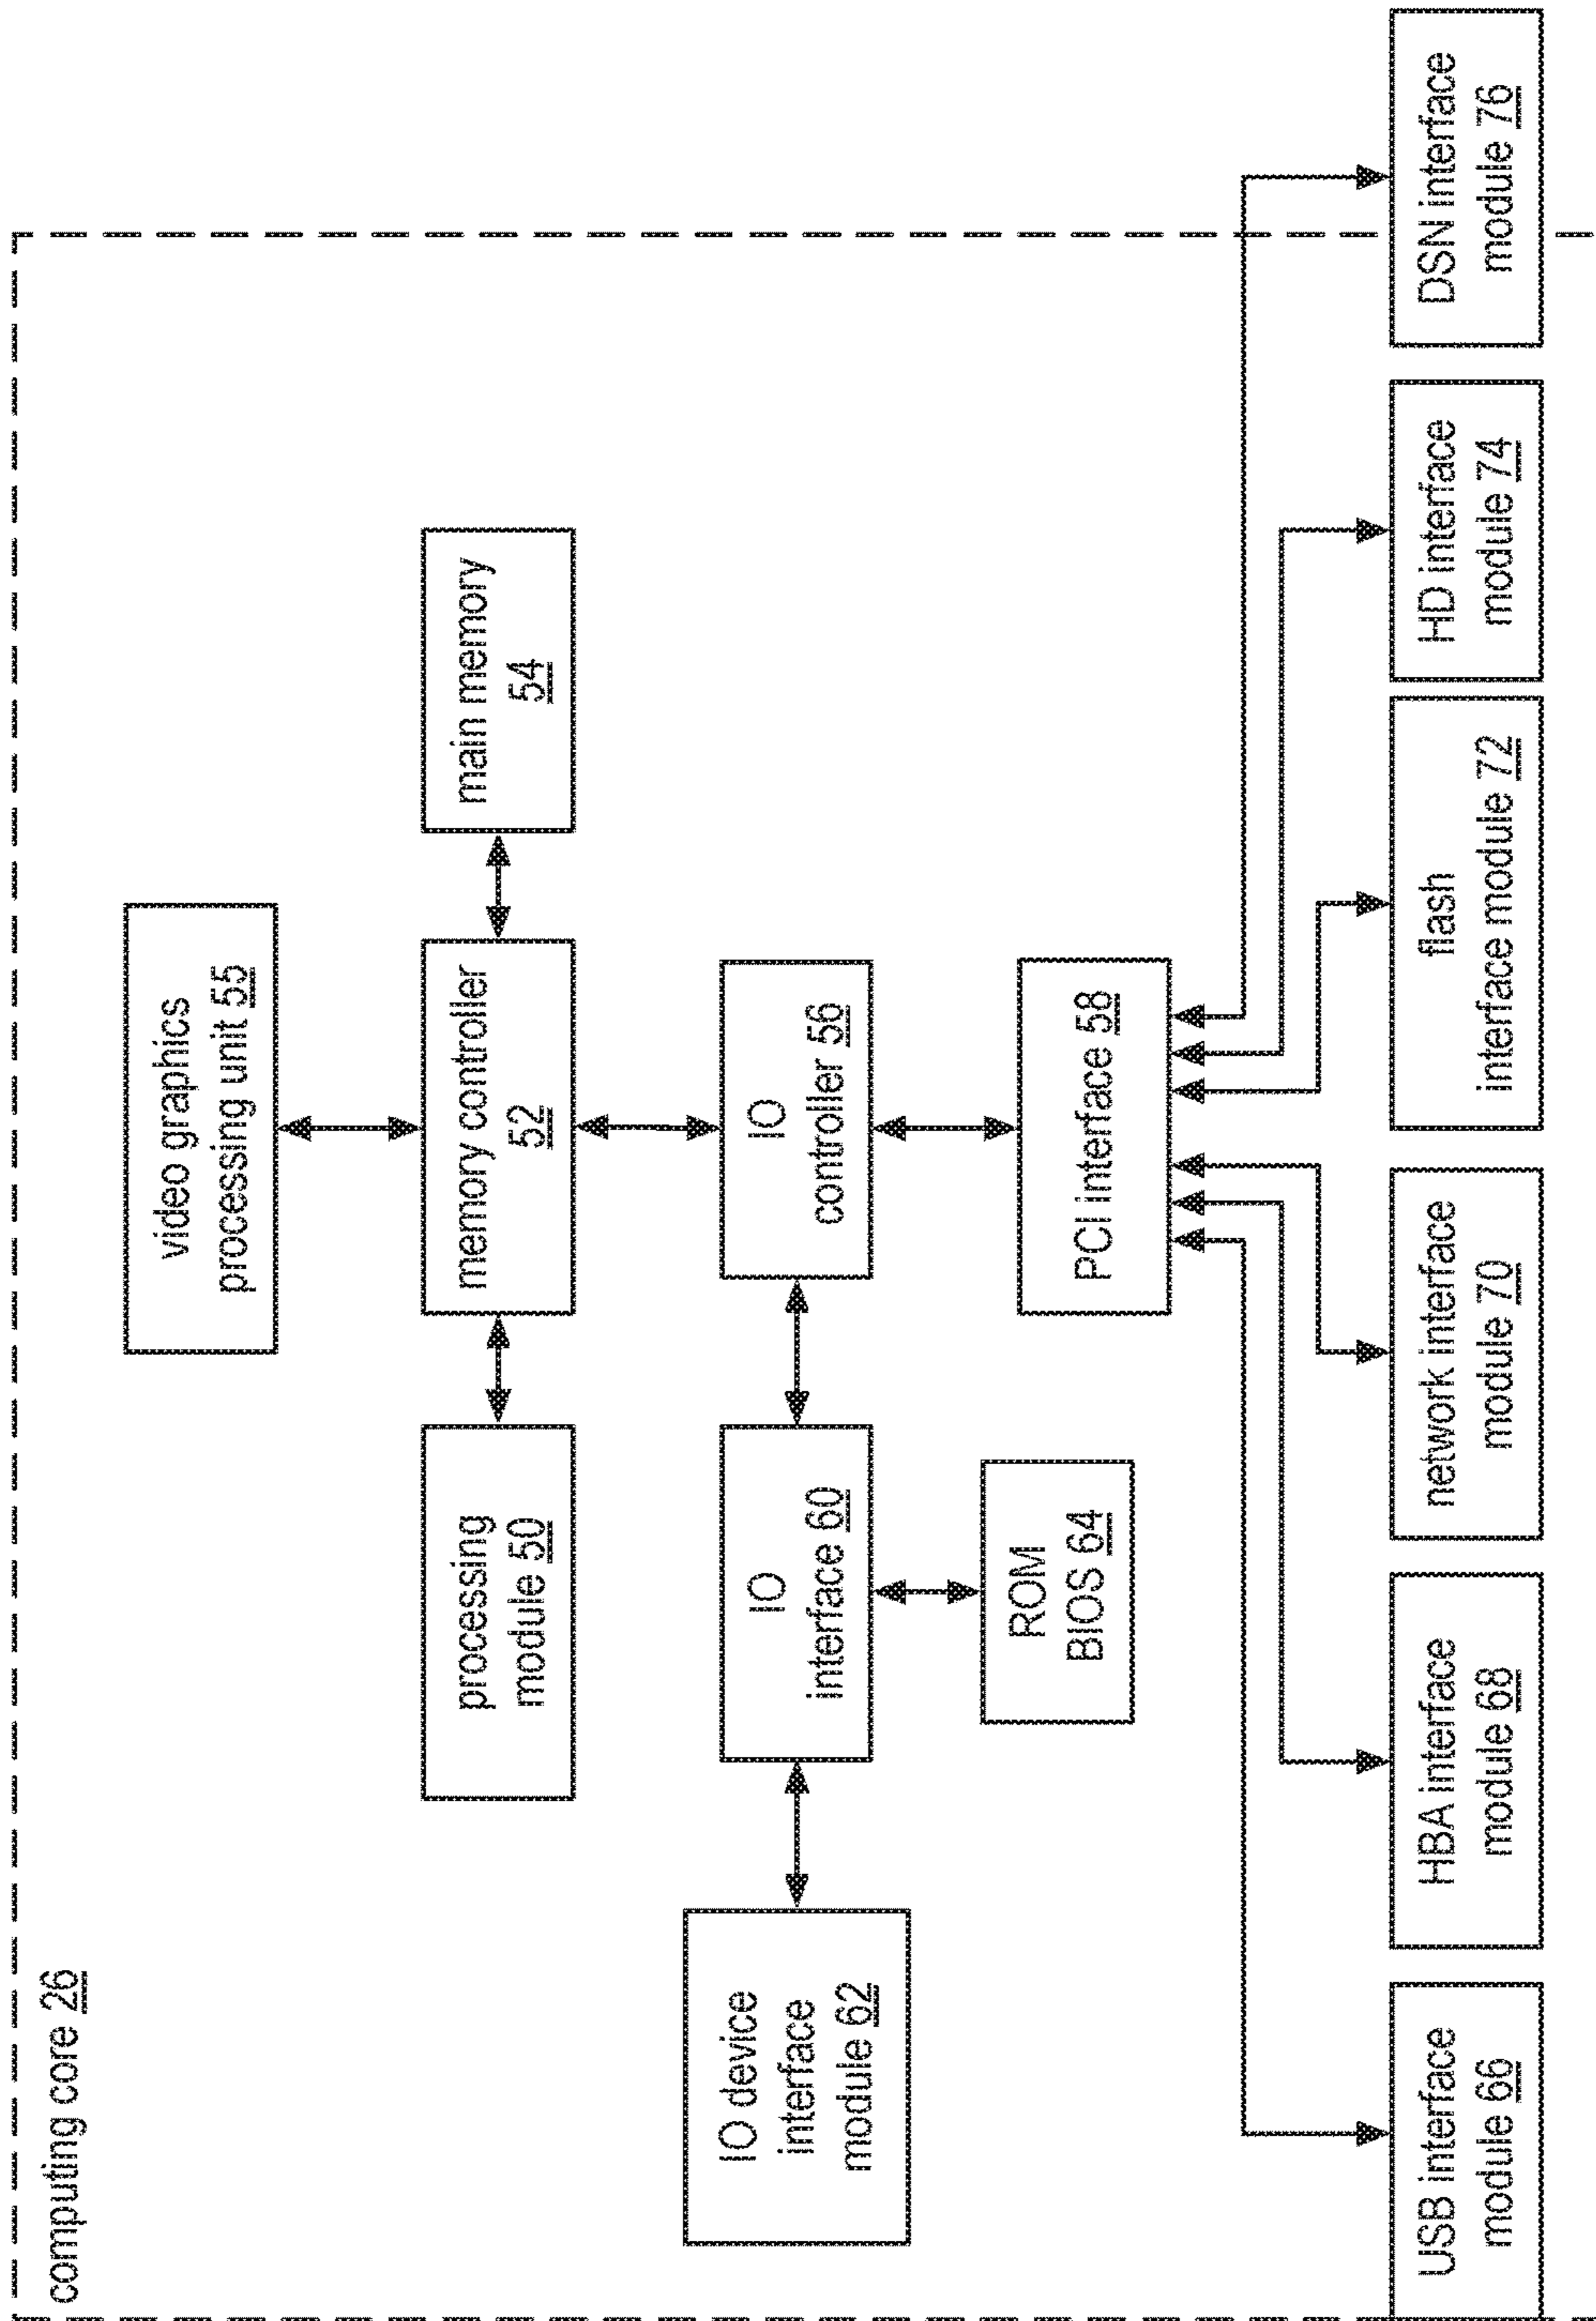 computing core 26
video graphics
processing unit 55
processing
module 50
memory controller
52
main memory
54
IO device
interface
module 62
IO
interface 60
IO
controller 56
ROM
BIOS 64
PCI interface 58
USB interface
module 66
HBA interface
module 68
network interface
module 70
flash
interface module 72
HD interface
module 74
DSN interface
module 76